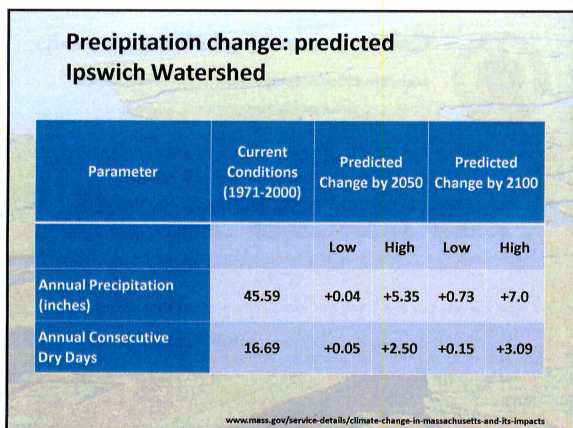 Precipitation change: predicted
Ipswich Watershed
Parameter
Current
Conditions
(1971-2000)
Predicted
Change by 2050
Predicted
Change by 2100
Low High Low High
Annual Precipitation
(inches)
45.59 +0.04 +5.35 +0.73 +7.0
Annual Consecutive
Dry Days
16.69 +0.05 +2.50 +0.15 +3.09
www.mass.gov/service-details/climate-change-in-massachusetts-and-its-impacts